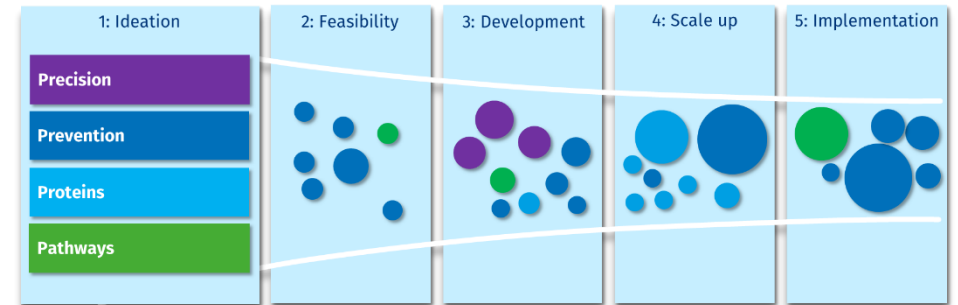 1: Ideation
2: Feasibility
3: Development
4: Scale up
5: Implementation
Precision
Prevention
Proteins
Pathways